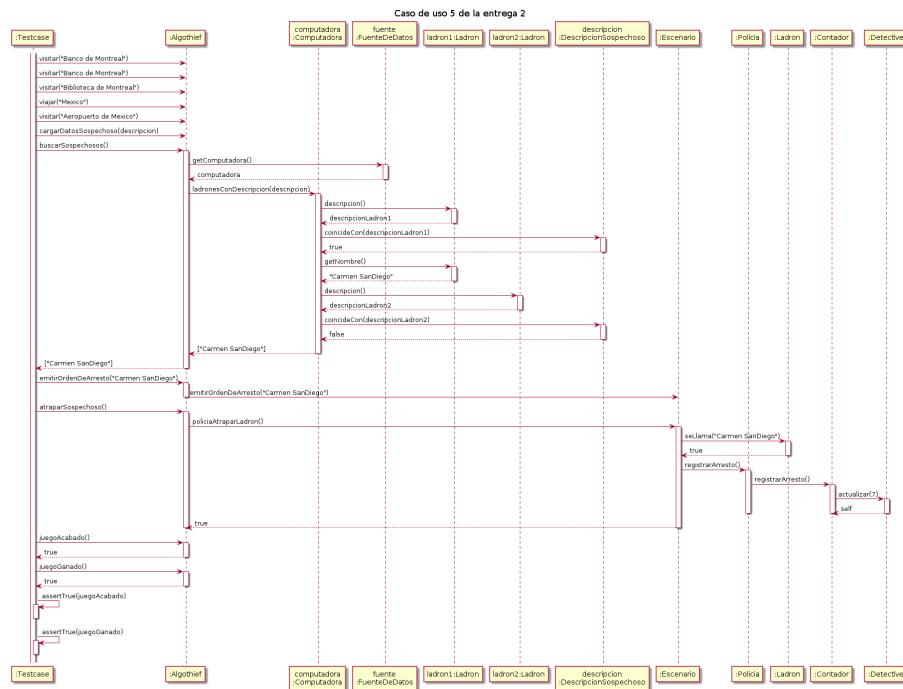 Caso de uso 5 de la entrega 2
:Testcase
:Algothief
computadora
:Computadora
fuente
:FuenteDeDatos
ladron1:Ladron
ladron2:Ladron
descripcion
:DescripcionSospechoso
:Escenario
:Policia
:Ladron
:Contador
:Detective
visitar("Banco de Montreal")
visitar("Banco de Montreal")
visitar("Biblioteca de Montreal")
viajar("Mexico")
visitar("Aeropuerto de Mexico")
cargarDatosSospechoso(descripcion)
buscarSospechosos()
getComputadora()
computadora
ladronesConDescripcion(descripcion)
descripcion()
descripcionLadron1
coincideCon(descripcionLadron1)
true
getNombre()
"Carmen SanDiego"
descripcion()
descripcionLadron2
coincideCon(descripcionLadron2)
false
["Carmen SanDiego"]
["Carmen SanDiego"]
emitirOrdenDeArresto("Carmen SanDiego")
emitirOrdenDeArresto("Carmen SanDiego")
atraparSospechoso()
policiaAtraparLadron()
seLlama("Carmen SanDiego")
true
registrarArresto()
registrarArresto()
actualizar(7)
self
true
juegoAcabado()
true
juegoGanado()
true
assertTrue(juegoAcabado)
assertTrue(juegoGanado)
:Testcase
:Algothief
computadora
:Computadora
fuente
:FuenteDeDatos
ladron1:Ladron
ladron2:Ladron
descripcion
:DescripcionSospechoso
:Escenario
:Policia
:Ladron
:Contador
:Detective